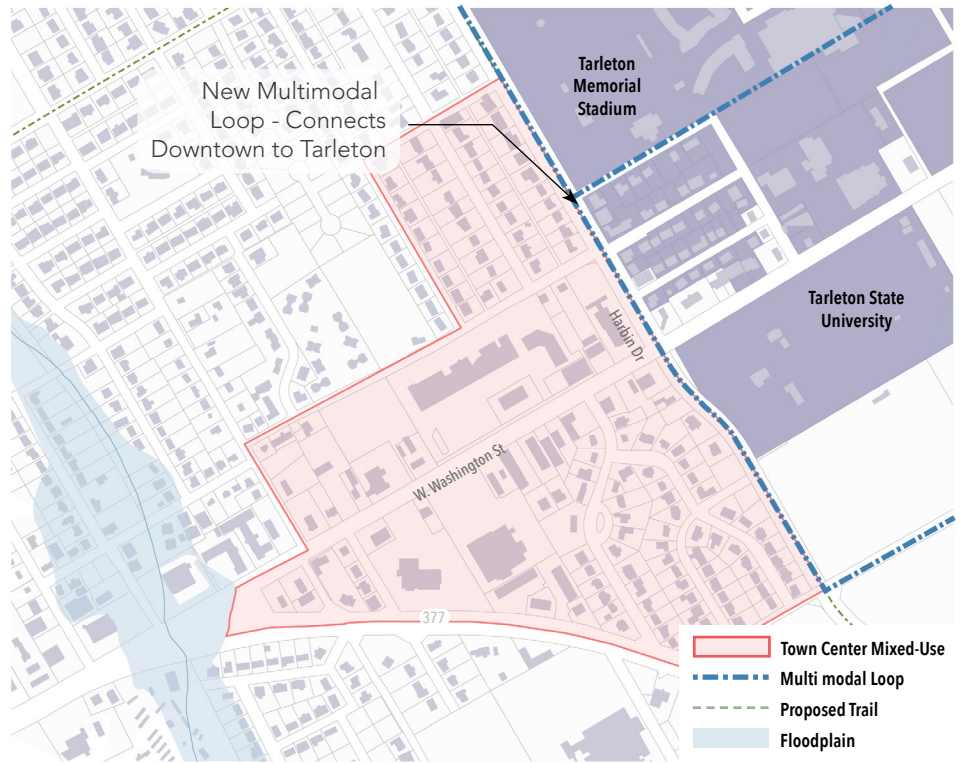 Tarleton
Memorial
Stadium
New Multimodal
Loop - Connects
Downtown to Tarleton
Tarleton State
University
Harbin Dr
W. Washington St
377
Town Center Mixed-Use
Multi modal Loop
Proposed Trail
Floodplain